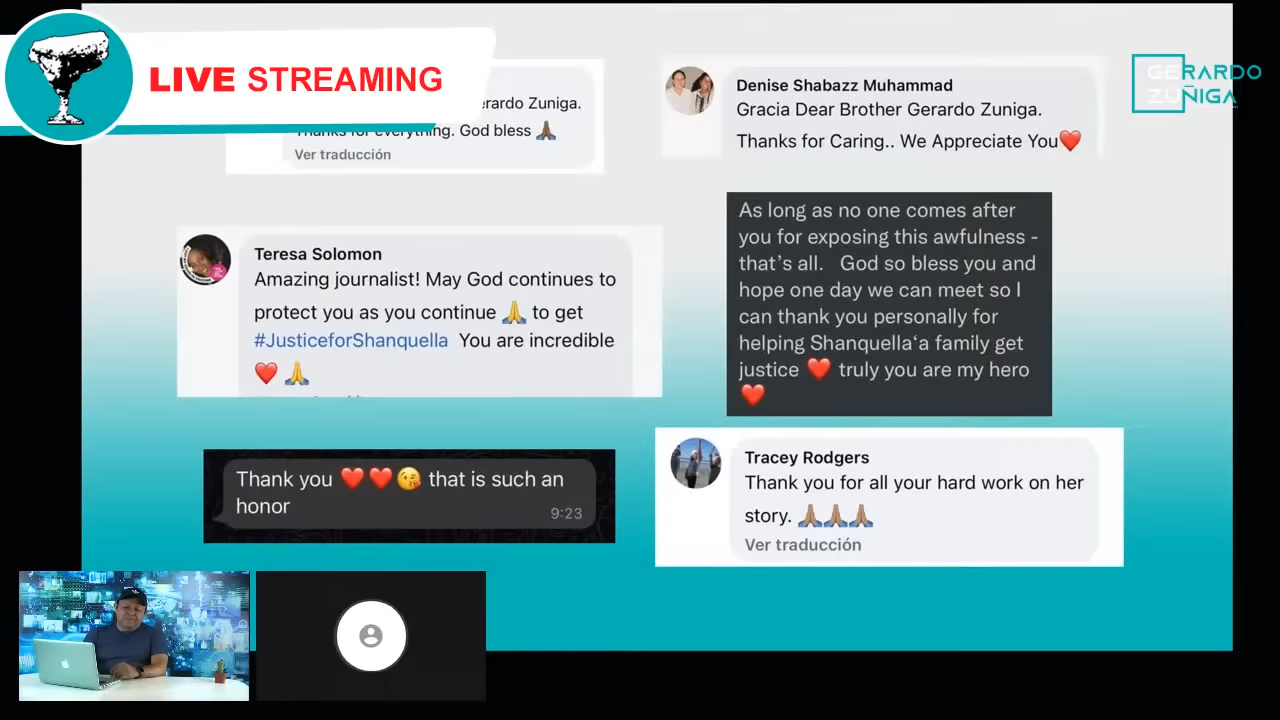 LIVE STREAMING
erardo Zuniga.
Thanks for everything. God bless 🙏🏾
Ver traducción
Denise Shabazz Muhammad
Gracia Dear Brother Gerardo Zuniga.
Thanks for Caring.. We Appreciate You❤️
GERARDO
ZUÑIGA
Teresa Solomon
Amazing journalist! May God continues to
protect you as you continue 🙏 to get
#JusticeforShanquella You are incredible
❤️ 🙏
As long as no one comes after
you for exposing this awfulness -
that's all. God so bless you and
hope one day we can meet so I
can thank you personally for
helping Shanquella‘a family get
justice ❤️ truly you are my hero
❤️
Thank you ❤️❤️😘 that is such an
honor
9:23
Tracey Rodgers
Thank you for all your hard work on her
story. 🙏🏽🙏🏽🙏🏽
Ver traducción